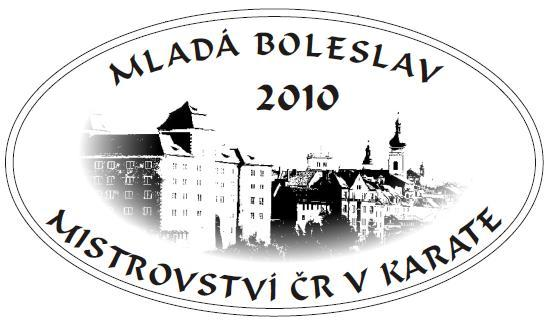 MLADÁ BOLESLAV
2010
MISTROVSTVÍ ČR V KARATE